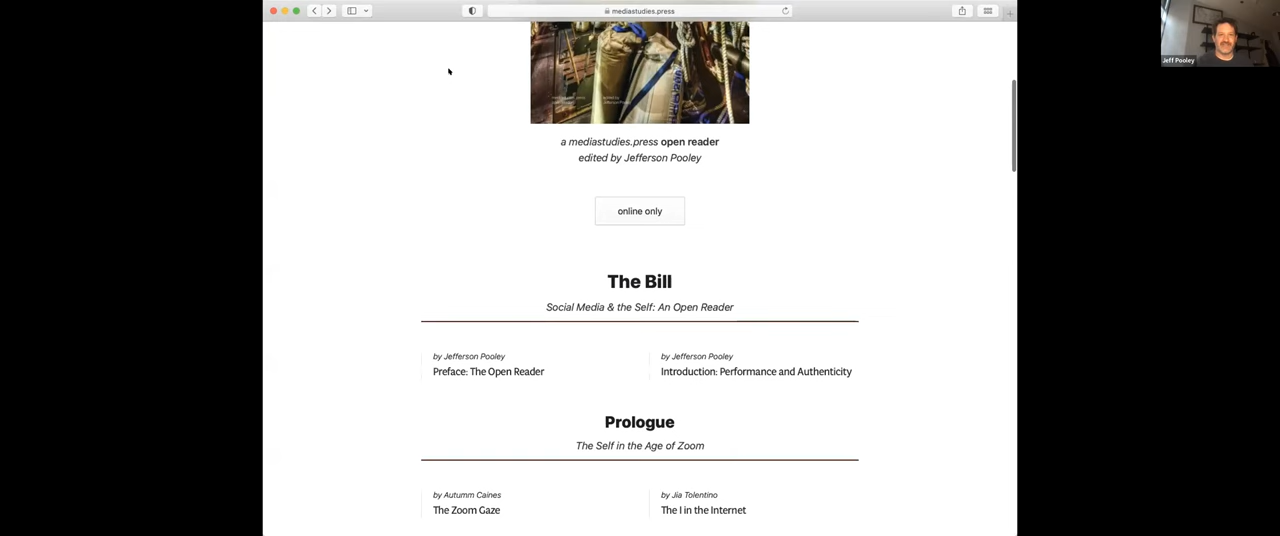 mediastudies.press
Jeff Pooley
a mediastudies.press open reader
edited by Jefferson Pooley
online only
The Bill
Social Media & the Self: An Open Reader
by Jefferson Pooley
Preface: The Open Reader
by Jefferson Pooley
Introduction: Performance and Authenticity
Prologue
The Self in the Age of Zoom
by Autumm Caines
The Zoom Gaze
by Jia Tolentino
The I in the Internet